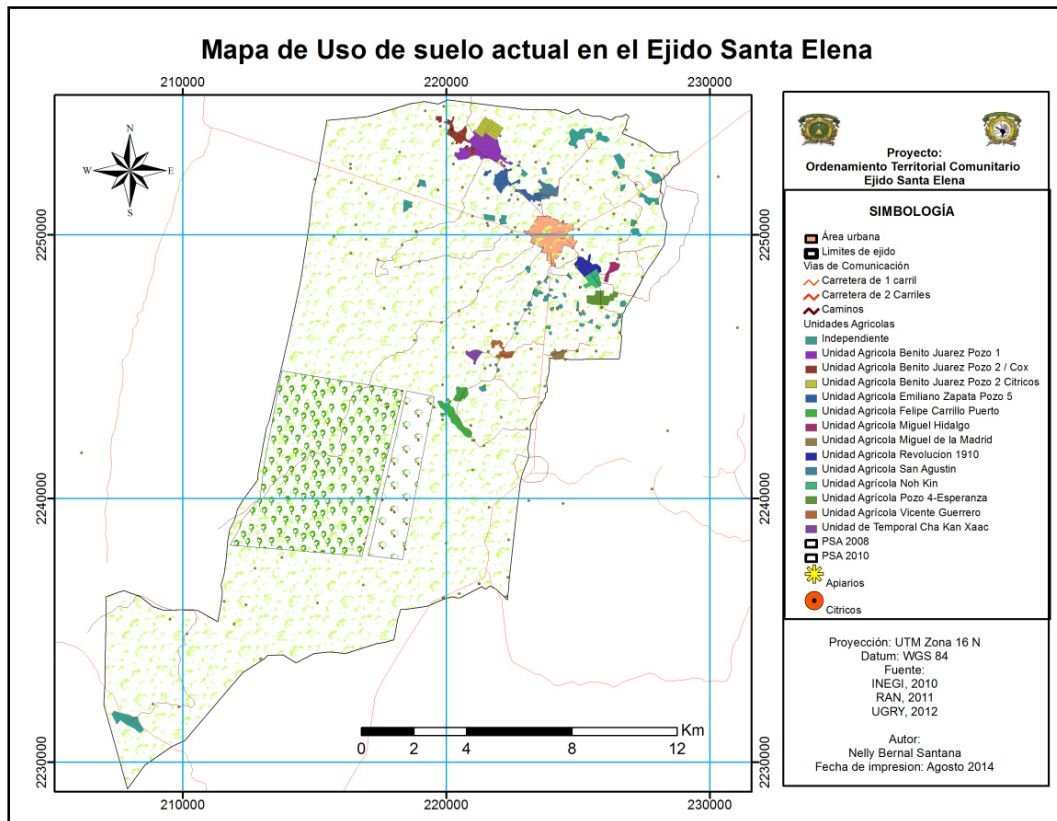 Mapa de Uso de suelo actual en el Ejido Santa Elena
210000
220000
230000
N
W
E
S
2250000
2250000
2240000
2240000
2230000
2230000
Km
0
2
4
8
12
210000
220000
230000
Proyecto:
Ordenamiento Territorial Comunitario
Ejido Santa Elena
SIMBOLOGÍA
Área urbana
Limites de ejido
Vias de Comunicación
Carretera de 1 carril
Carretera de 2 Carriles
Caminos
Unidades Agricolas
Independiente
Unidad Agricola Benito Juarez Pozo 1
Unidad Agricola Benito Juarez Pozo 2 / Cox
Unidad Agricola Benito Juarez Pozo 2 Citricos
Unidad Agricola Emiliano Zapata Pozo 5
Unidad Agricola Felipe Carrillo Puerto
Unidad Agricola Miguel Hidalgo
Unidad Agricola Miguel de la Madrid
Unidad Agricola Revolucion 1910
Unidad Agricola San Agustin
Unidad Agrícola Noh Kin
Unidad Agrícola Pozo 4-Esperanza
Unidad Agrícola Vicente Guerrero
Unidad de Temporal Cha Kan Xaac
PSA 2008
PSA 2010
Apiarios
Citricos
Proyección: UTM Zona 16 N
Datum: WGS 84
Fuente:
INEGI, 2010
RAN, 2011
UGRY, 2012
Autor:
Nelly Bernal Santana
Fecha de impresion: Agosto 2014